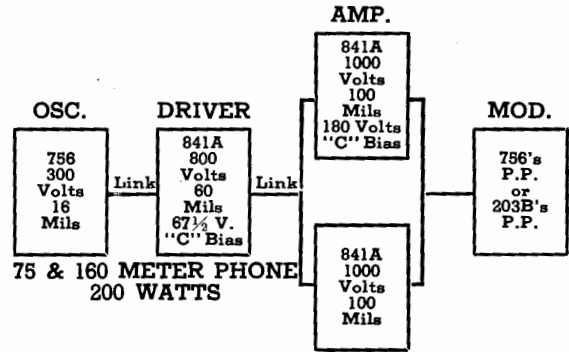 AMP.
841A
1000
Volts
100
Mils
180 Volts
"C" Bias
OSC.
756
300
Volts
16
Mils
Link
DRIVER
841A
800
Volts
60
Mils
67½ V.
"C" Bias
Link
MOD.
756's
P.P.
or
203B's
P.P.
841A
1000
Volts
100
Mils
75 & 160 METER PHONE
200 WATTS